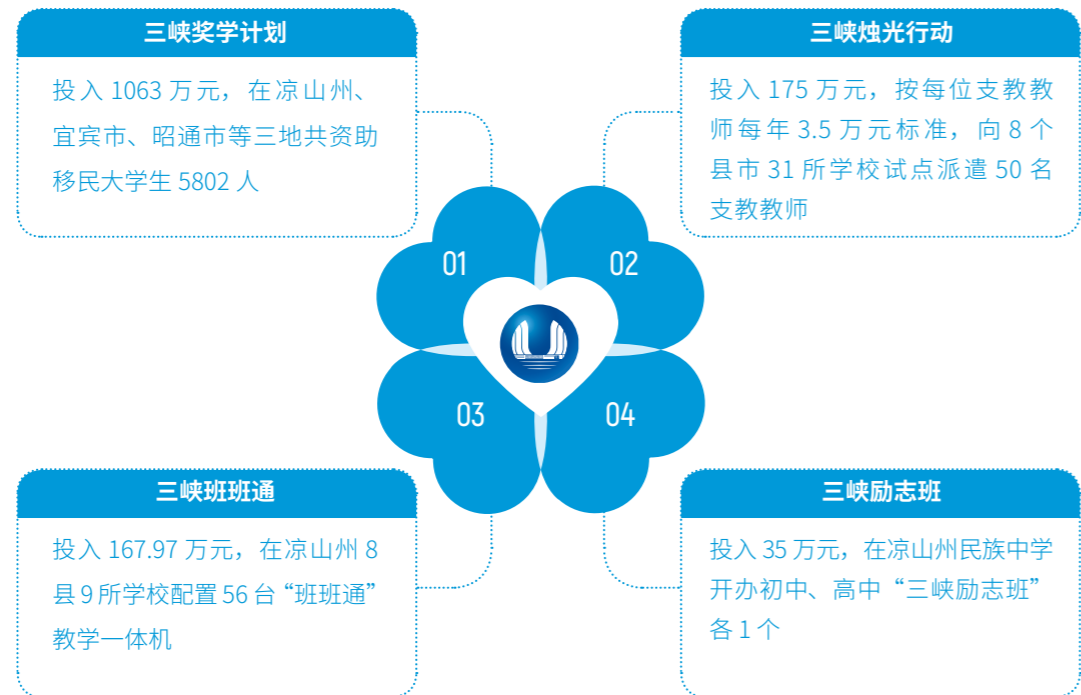 三峡奖学计划
投入 1063 万元，在凉山州、
宜宾市、昭通市等三地共资助
移民大学生 5802 人
三峡烛光行动
投入 175 万元，按每位支教教
师每年 3.5 万元标准，向 8 个
县市 31 所学校试点派遣 50 名
支教教师
01
02
03
04
三峡班班通
投入 167.97 万元，在凉山州 8
县 9 所学校配置 56 台“班班通”
教学一体机
三峡励志班
投入 35 万元，在凉山州民族中学
开办初中、高中“三峡励志班”
各 1 个